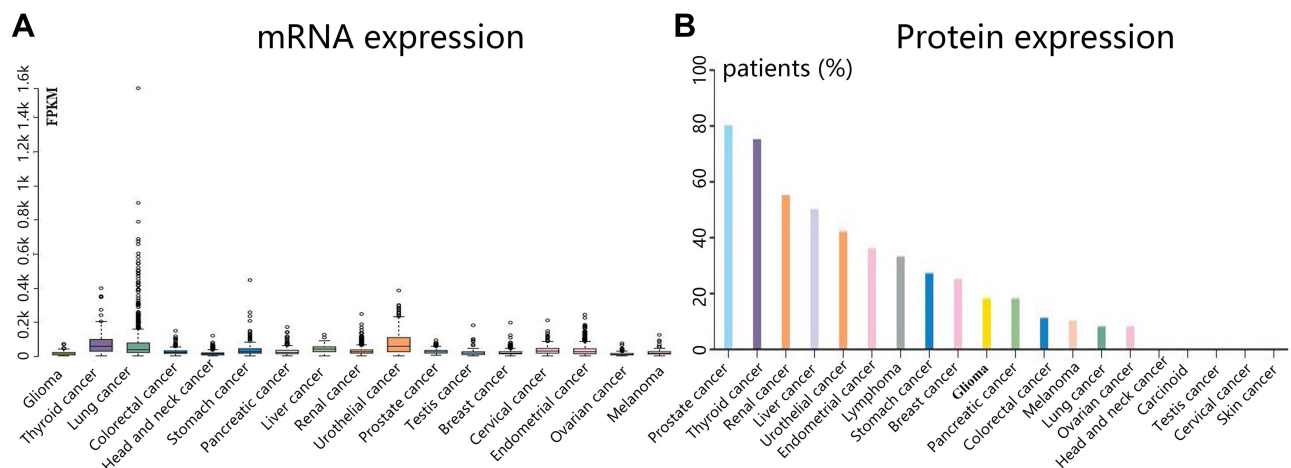 A
mRNA expression
FPKM
1.6k
1.4k
1.2k
1k
0.8k
0.6k
0.4k
0.2k
0
Glioma
Thyroid cancer
Lung cancer
Colorectal cancer
Head and neck cancer
Stomach cancer
Pancreatic cancer
Liver cancer
Renal cancer
Urothelial cancer
Prostate cancer
Testis cancer
Breast cancer
Cervical cancer
Endometrial cancer
Ovarian cancer
Melanoma
B
Protein expression
patients (%)
100
80
60
40
20
0
Prostate cancer
Thyroid cancer
Renal cancer
Liver cancer
Urothelial cancer
Endometrial cancer
Lymphoma
Stomach cancer
Breast cancer
Glioma
Pancreatic cancer
Colorectal cancer
Melanoma
Lung cancer
Ovarian cancer
Head and neck cancer
Carcinoid
Testis cancer
Cervical cancer
Skin cancer